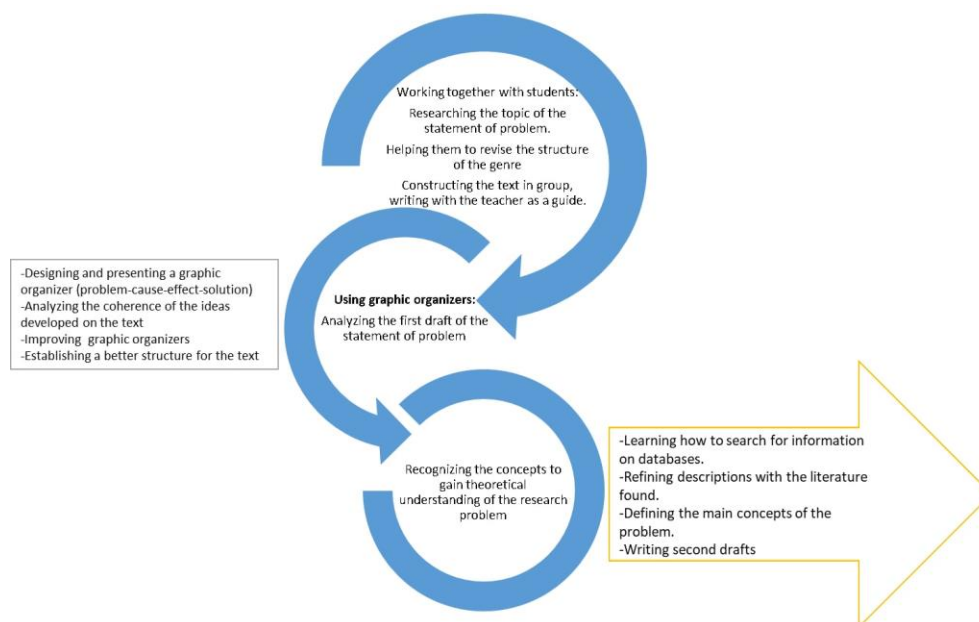 Working together with students:
Researching the topic of the
statement of problem.
Helping them to revise the structure
of the genre
Constructing the text in group,
writing with the teacher as a guide.
-Designing and presenting a graphic
organizer (problem-cause-effect-solution)
-Analyzing the coherence of the ideas
developed on the text
-Improving graphic organizers
-Establishing a better structure for the text
Using graphic organizers:
Analyzing the first draft of the
statement of problem
Recognizing the concepts to
gain theoretical
understanding of the research
problem
-Learning how to search for information
on databases.
-Refining descriptions with the literature
found.
-Defining the main concepts of the
problem.
-Writing second drafts